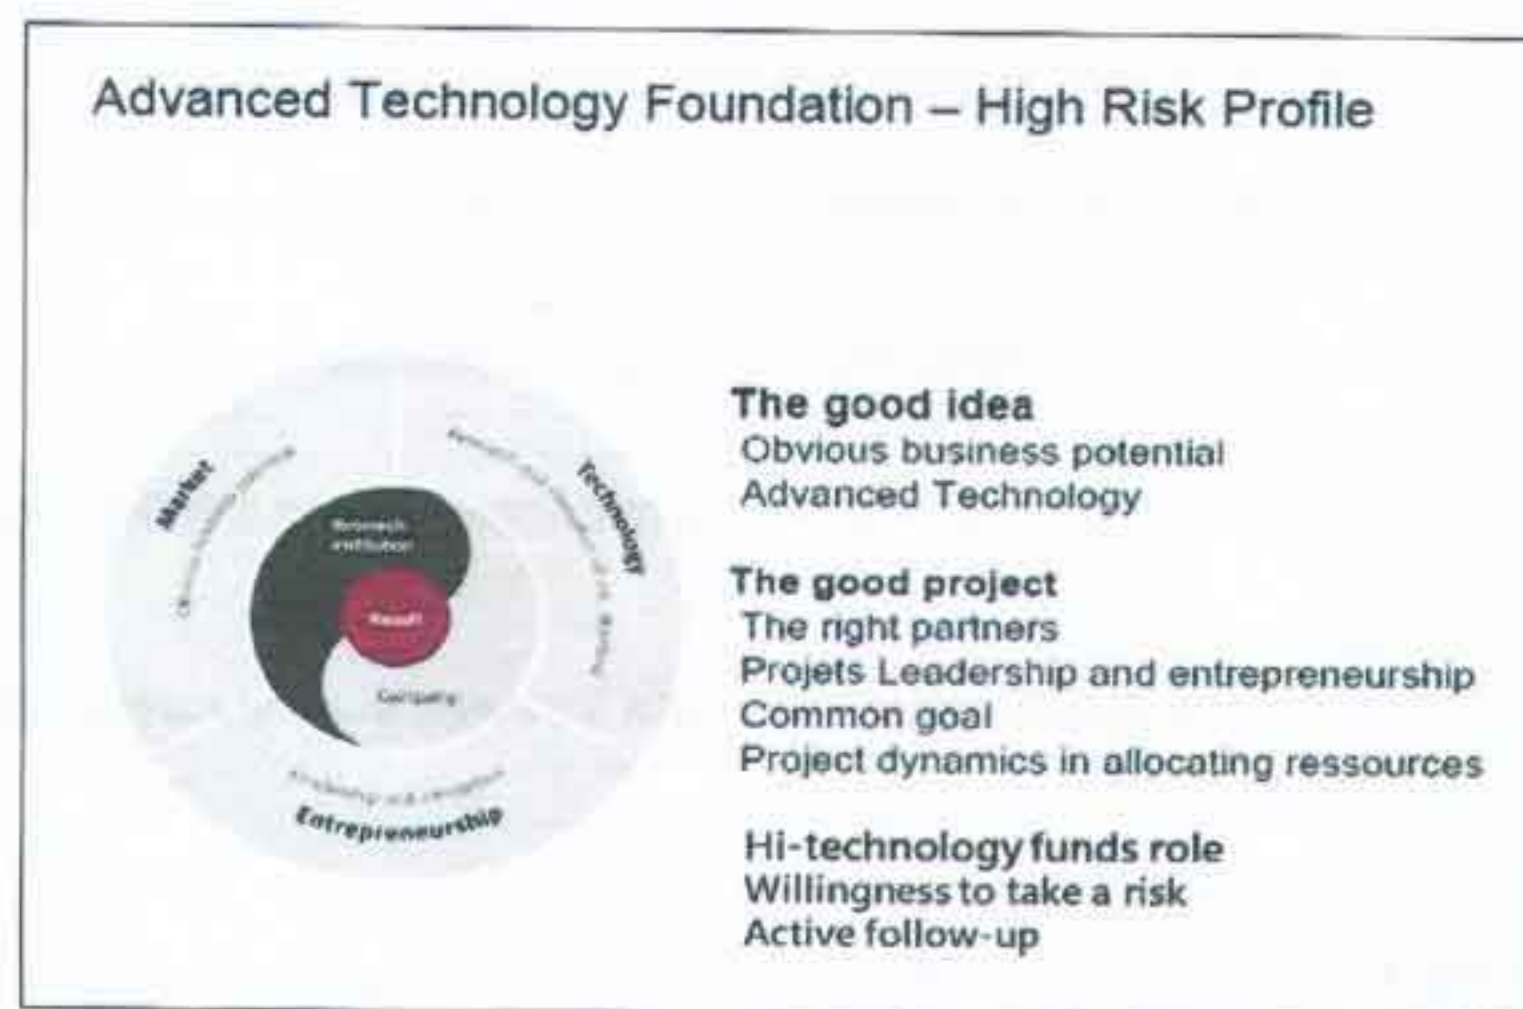 Advanced Technology Foundation – High Risk Profile
Market
Technology
Research
institution
Result
Company
Entrepreneurship
The good idea
Obvious business potential
Advanced Technology
The good project
The right partners
Projets Leadership and entrepreneurship
Common goal
Project dynamics in allocating ressources
Hi-technology funds role
Willingness to take a risk
Active follow-up